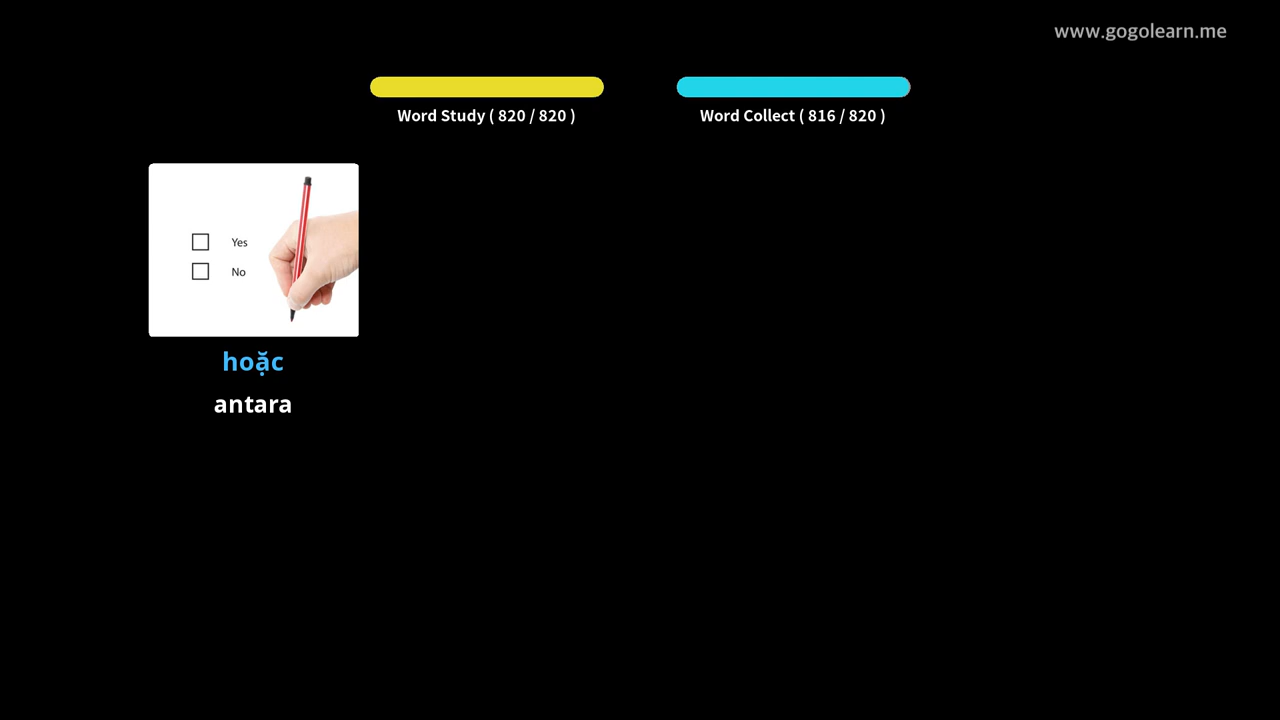 www.gogolearn.me
Word Study ( 820 / 820 )
Word Collect ( 816 / 820 )
Yes
No
hoặc
antara